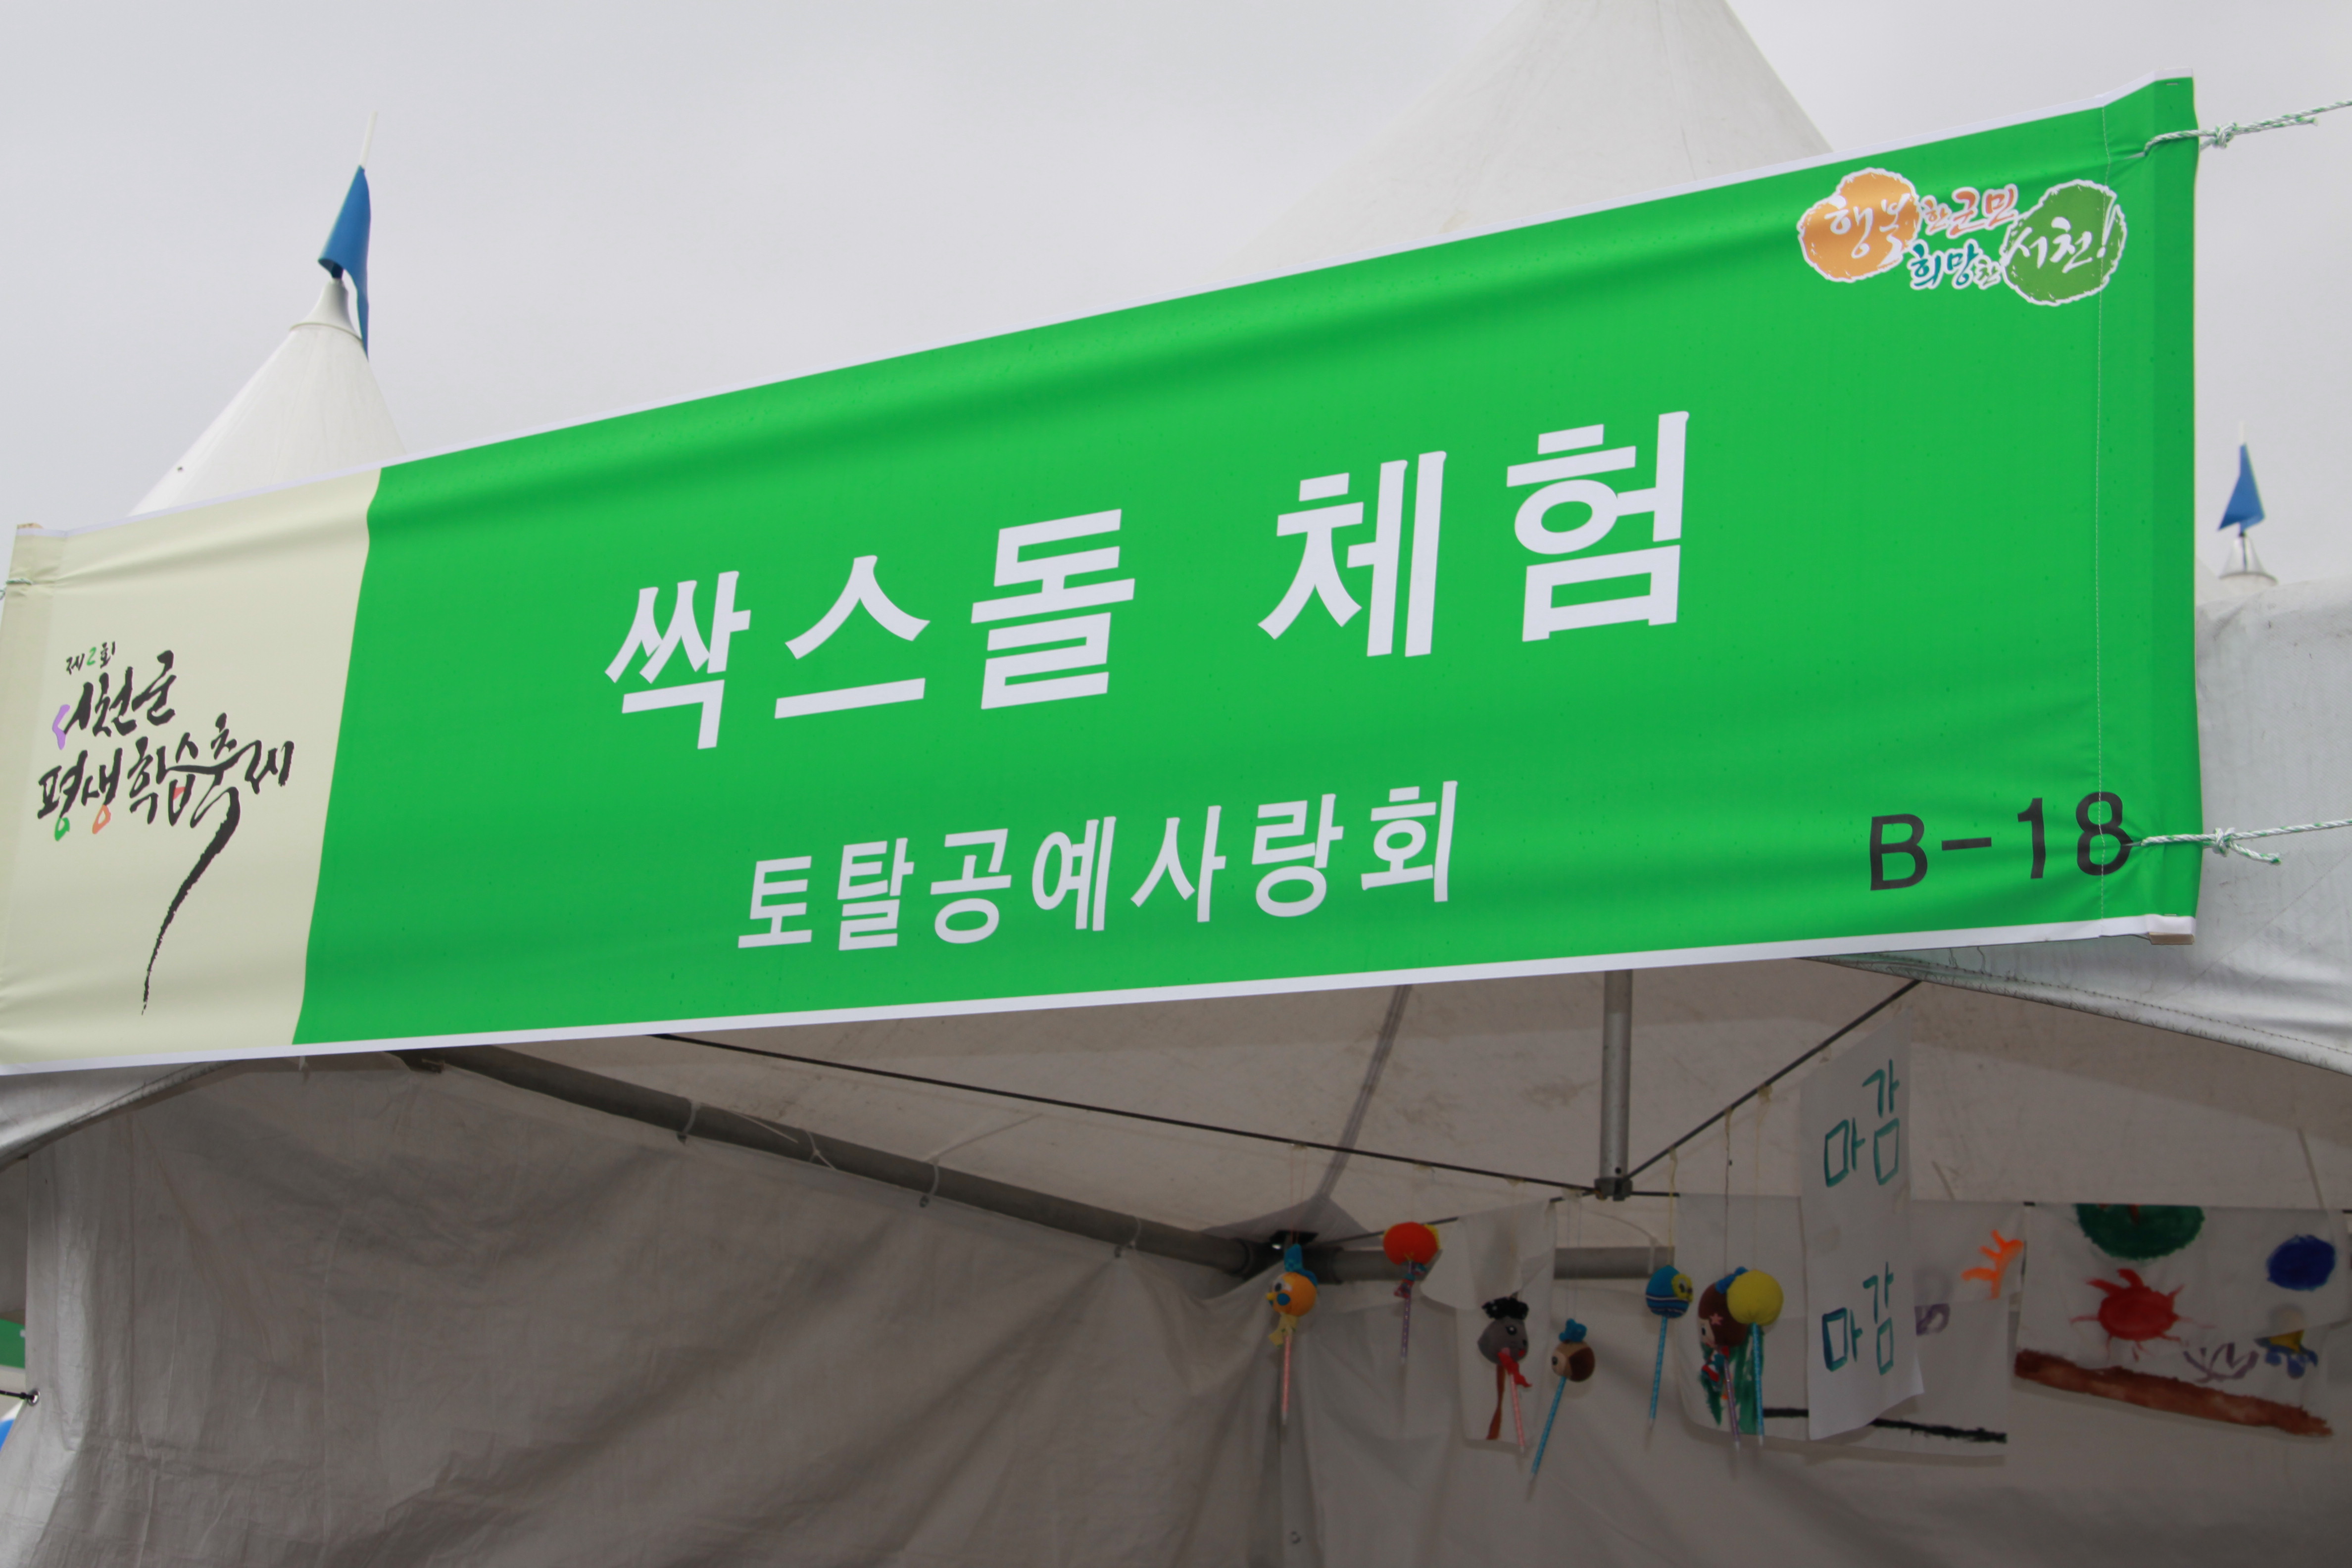 행복한군민
희망찬 서천!
싹스돌 체험
제2회
서천군
평생학습축제
토탈공예사랑회
B-18
마감
마감